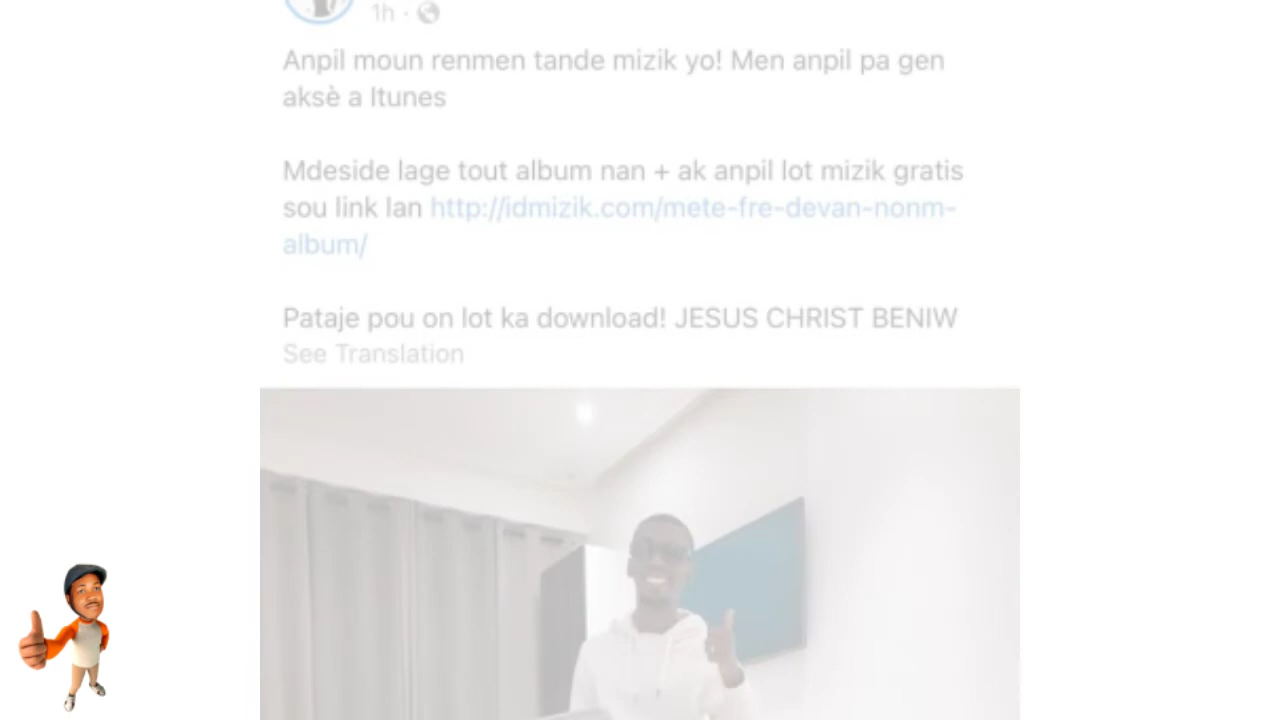 1h ·
Anpil moun renmen tande mizik yo! Men anpil pa gen
aksè a Itunes
Mdeside lage tout album nan + ak anpil lot mizik gratis
sou link lan http://idmizik.com/mete-fre-devan-nonm-
album/
Pataje pou on lot ka download! JESUS CHRIST BENIW
See Translation